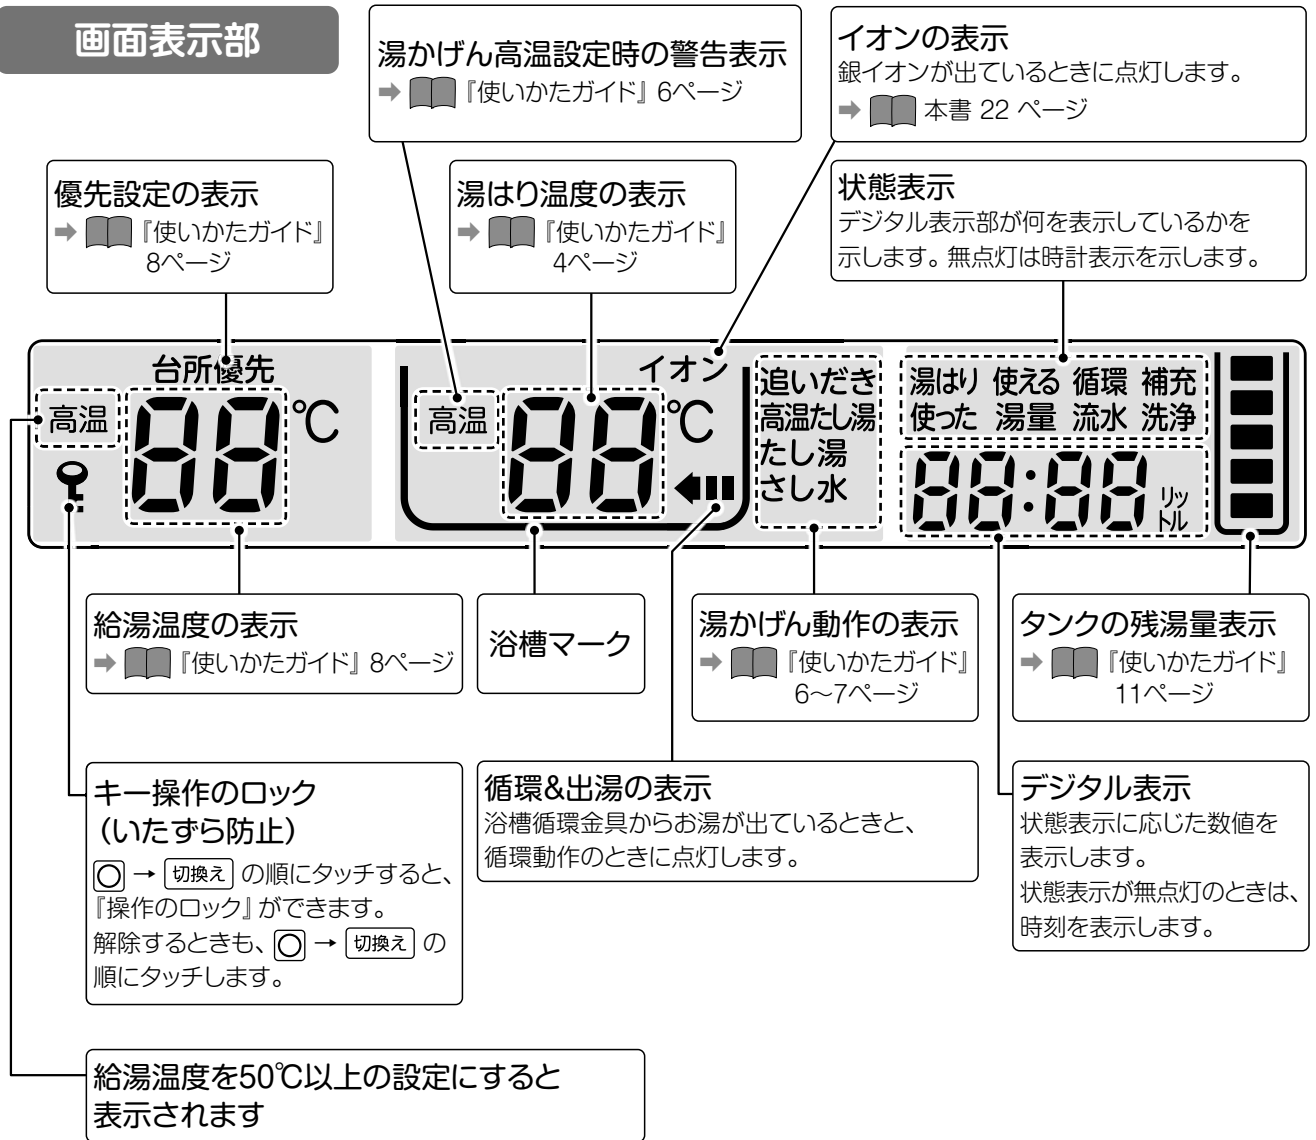 画面表示部
湯かげん高温設定時の警告表示
➡ 『使いかたガイド』 6ページ
イオンの表示
銀イオンが出ているときに点灯します。
➡ 本書 22 ページ
優先設定の表示
➡ 『使いかたガイド』
8ページ
湯はり温度の表示
➡ 『使いかたガイド』
4ページ
状態表示
デジタル表示部が何を表示しているかを
示します。無点灯は時計表示を示します。
台所優先
高温
88℃
イオン
高温
88℃
追いだき
高温たし湯
たし湯
さし水
湯はり 使える 循環 補充
使った 湯量 流水 洗浄
88:88
リッ
トル
給湯温度の表示
➡ 『使いかたガイド』 8ページ
浴槽マーク
湯かげん動作の表示
➡ 『使いかたガイド』
6～7ページ
タンクの残湯量表示
➡ 『使いかたガイド』
11ページ
キー操作のロック
（いたずら防止）
◯ → 切換え の順にタッチすると、
『操作のロック』ができます。
解除するときも、◯ → 切換え の
順にタッチします。
循環&出湯の表示
浴槽循環金具からお湯が出ているときと、
循環動作のときに点灯します。
デジタル表示
状態表示に応じた数値を
表示します。
状態表示が無点灯のときは、
時刻を表示します。
給湯温度を50℃以上の設定にすると
表示されます